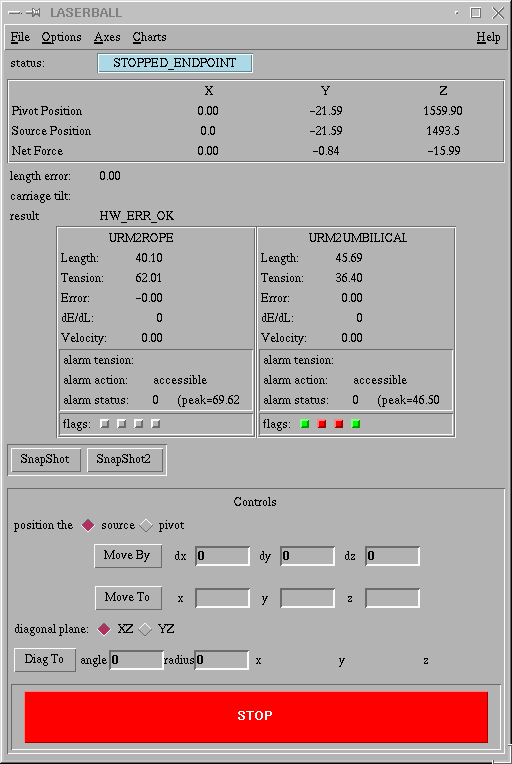 LASERBALL
File Options Axes Charts Help
status: STOPPED_ENDPOINT
X Y Z
Pivot Position 0.00 −21.59 1559.90
Source Position 0.0 −21.59 1493.5
Net Force 0.00 −0.84 −15.99
length error: 0.00
carriage tilt:
result HW_ERR_OK
URM2ROPE URM2UMBILICAL
Length: 40.10 Length: 45.69
Tension: 62.01 Tension: 36.40
Error: −0.00 Error: 0.00
dE/dL: 0 dE/dL: 0
Velocity: 0.00 Velocity: 0.00
alarm tension: alarm tension:
alarm action: accessible alarm action: accessible
alarm status: 0 (peak=69.62 alarm status: 0 (peak=46.50
flags: flags:
SnapShot SnapShot2
Controls
position the source pivot
Move By dx 0 dy 0 dz 0
Move To x y z
diagonal plane: XZ YZ
Diag To angle 0 radius 0 x y z
STOP